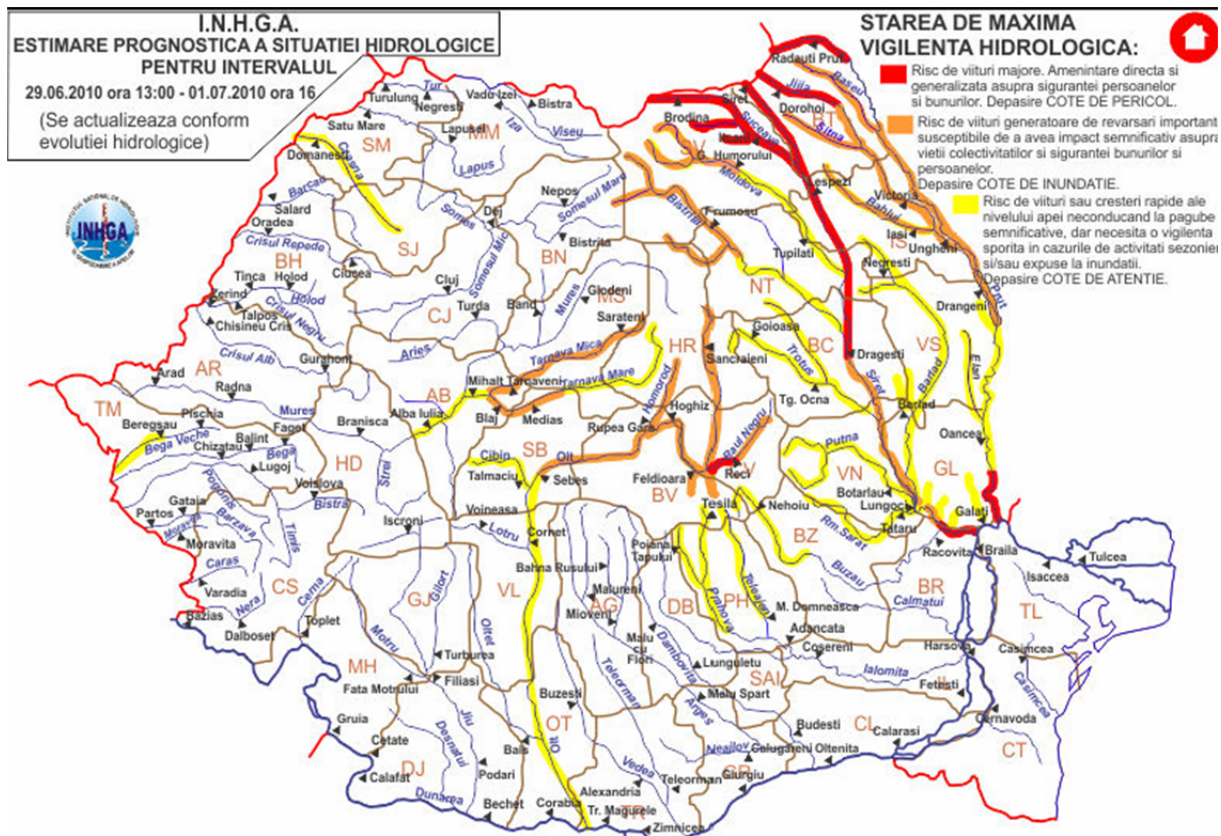 I.N.H.G.A.
ESTIMARE PROGNOSTICA A SITUATIEI HIDROLOGICE
PENTRU INTERVALUL
29.06.2010 ora 13:00 - 01.07.2010 ora 16
(Se actualizeaza conform
evolutiei hidrologice)
STAREA DE MAXIMA
VIGILENTA HIDROLOGICA:
Risc de viituri majore. Amenintare directa si
generalizata asupra sigurantei persoanelor
si bunurilor. Depasire COTE DE PERICOL.
Risc de viituri generatoare de revarsari important
susceptibile de a avea impact semnificativ asupra
vietii colectivitatilor si sigurantei bunurilor si
persoanelor.
Depasire COTE DE INUNDATIE.
Risc de viituri sau cresteri rapide ale
nivelului apei neconducand la pagube
semnificative, dar necesita o vigilenta
sporita in cazurile de activitati sezonier
si/sau expuse la inundatii.
Depasire COTE DE ATENTIE.
INHGA
Radauti Prut
Baseu
Jijia
Dorohoi
BT
Sitna
Siret
Suceava
Brodina
SV
G. Humorului
Moldova
Lespezi
Victoria
Bahlui
Iasi
IS
Ungheni
Prut
Tur
Turulung
Negresti
Vadu Izei
Bistra
Iza
Viseu
Satu Mare
Lapusel
MM
SM
Lapus
Domanesti
Crasna
Barcau
Salard
Oradea
Crisul Repede
BH
Ciucea
SJ
Somes
Dej
Nepos
Somesul Mare
Bistrita
BN
Somesul Mic
Cluj
CJ
Turda
Band
Mures
Glodeni
MS
Sarateni
Bistrita
Frumosu
Tupilati
NT
Negresti
Drangeni
Tinca
Holod
Holod
Zerind
Talpos
Chisineu Cris
Crisul Negru
Crisul Alb
Gurahont
Aries
Tarnava Mica
HR
Sancraieni
Goioasa
Trotus
BC
Dragesti
Siret
VS
Barlad
Elan
AR
Arad
Radna
Mures
AB
Alba Iulia
Mihalt
Tarnaveni
Tarnava Mare
Blaj
Medias
Homorod
Hoghiz
Rupea Gara
Tg. Ocna
Barlad
Oancea
TM
Pischia
Beregsau
Bega Veche
Chizatau
Balint
Bega
Faget
Lugoj
Branisca
HD
Strei
SB
Cibin
Olt
Talmaciu
Sebes
Feldioara
BV
Raul Negru
Reci
Putna
VN
GL
Gataja
Pogonis
Voislova
Bistra
Partos
Moravita
Moravita
Barzava
Timis
Iscroni
Voineasa
Lotru
Cornet
Tesila
Nehoiu
Botarlau
Lungoci
Galati
Tataru
Rm.Sarat
BZ
Caras
CS
Varadia
Nera
Bazias
Dalboset
Cerna
Toplet
GJ
Gilort
VL
Bahna Rusului
Malureni
Poiana
Tapului
Racovita
Braila
Tulcea
Isaccea
Buzau
BR
Calmatui
TL
Mioveni
AG
DB
Prahova
PH
Teleajen
M. Domneasca
Malu
cu
Flori
Adancata
Cosereni
Harsova
Casimcea
Casimcea
MH
Motru
Turburea
Fata Motrului
Filiasi
Oltet
Dambovita
Lunguletu
SAI
Ialomita
IL
Fetesti
Gruia
Cetate
Jiu
Desnatui
OT
Buzesti
Teleorman
Malu Spart
Arges
Budesti
CL
Calarasi
Cernavoda
CT
DJ
Bals
Olt
Calafat
Podari
Dunarea
Bechet
Corabia
Vedea
Alexandria
Tr. Magurele
TR
Teleorman
Neajlov
Calugareni
Oltenita
GR
Giurgiu
Zimnicea